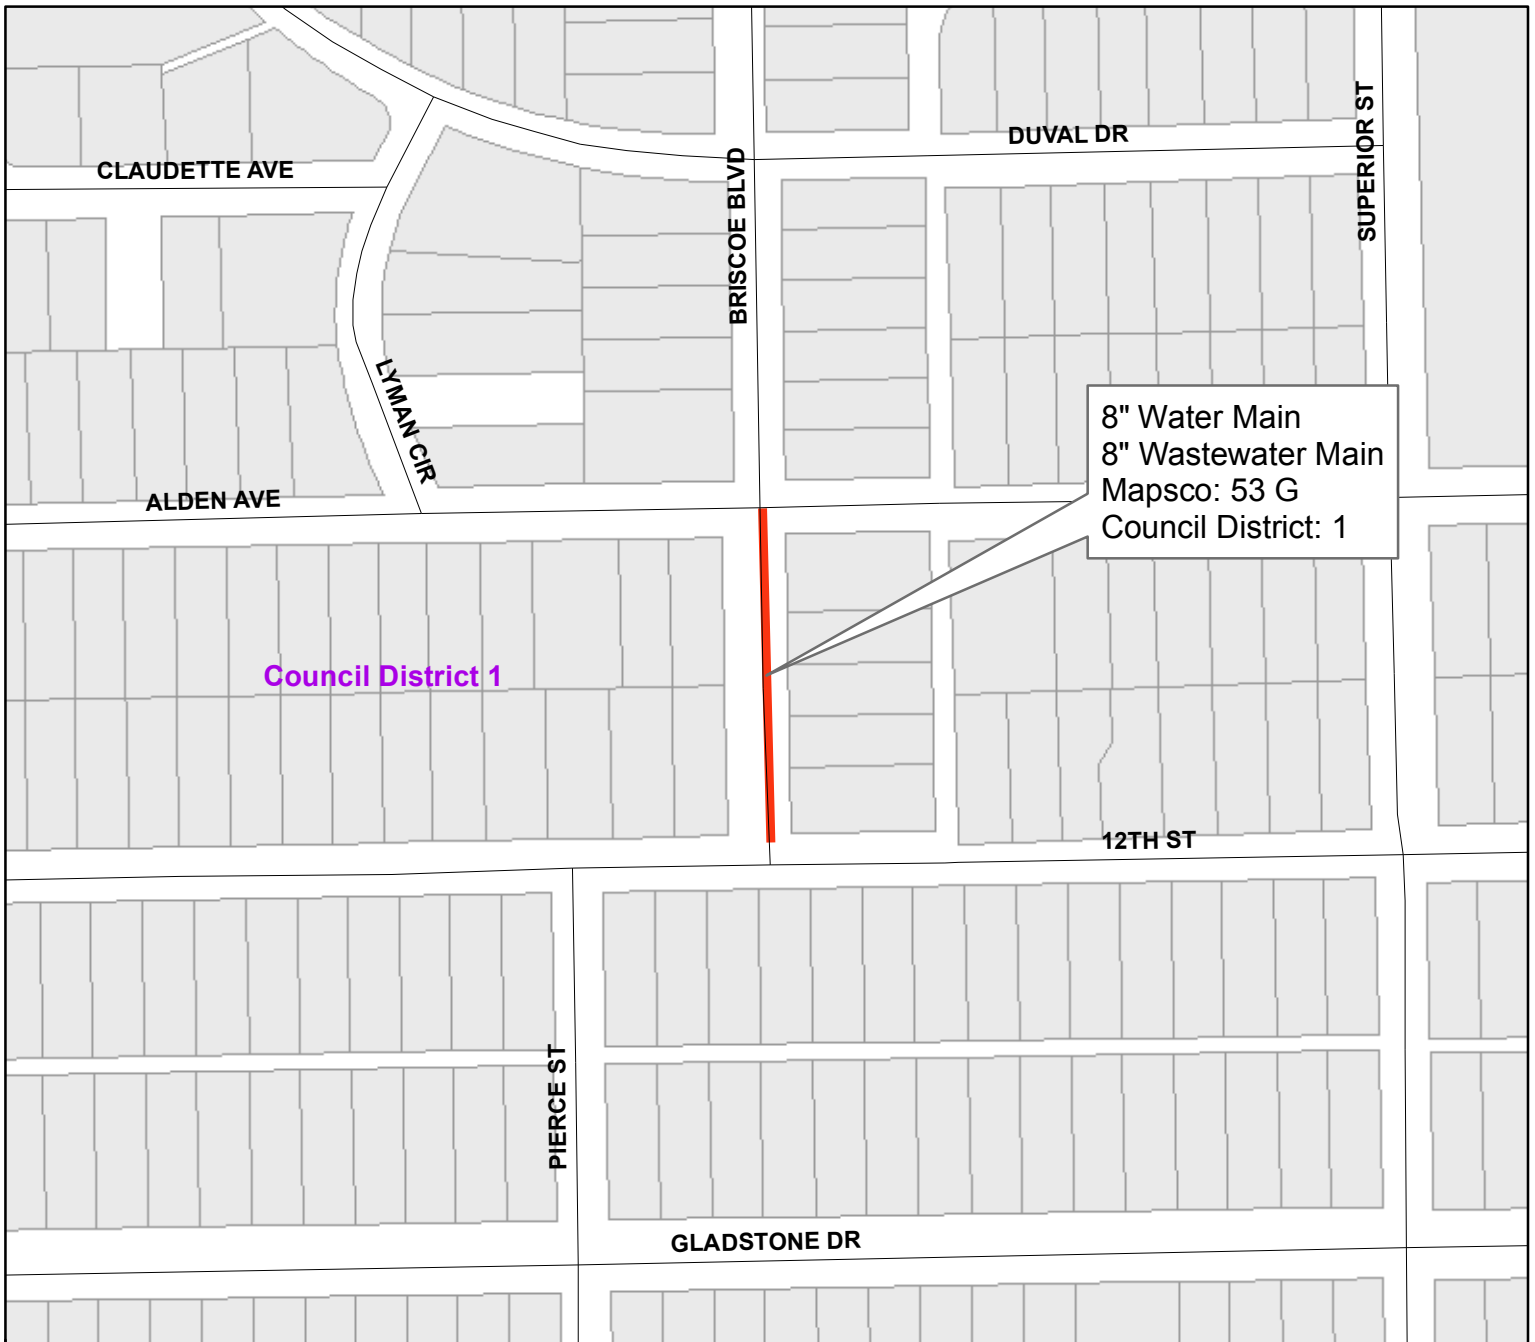 DUVAL DR
SUPERIOR ST
CLAUDETTE AVE
BRISCOE BLVD
LYMAN CIR
8" Water Main
8" Wastewater Main
Mapsco: 53 G
Council District: 1
ALDEN AVE
Council District 1
12TH ST
PIERCE ST
GLADSTONE DR